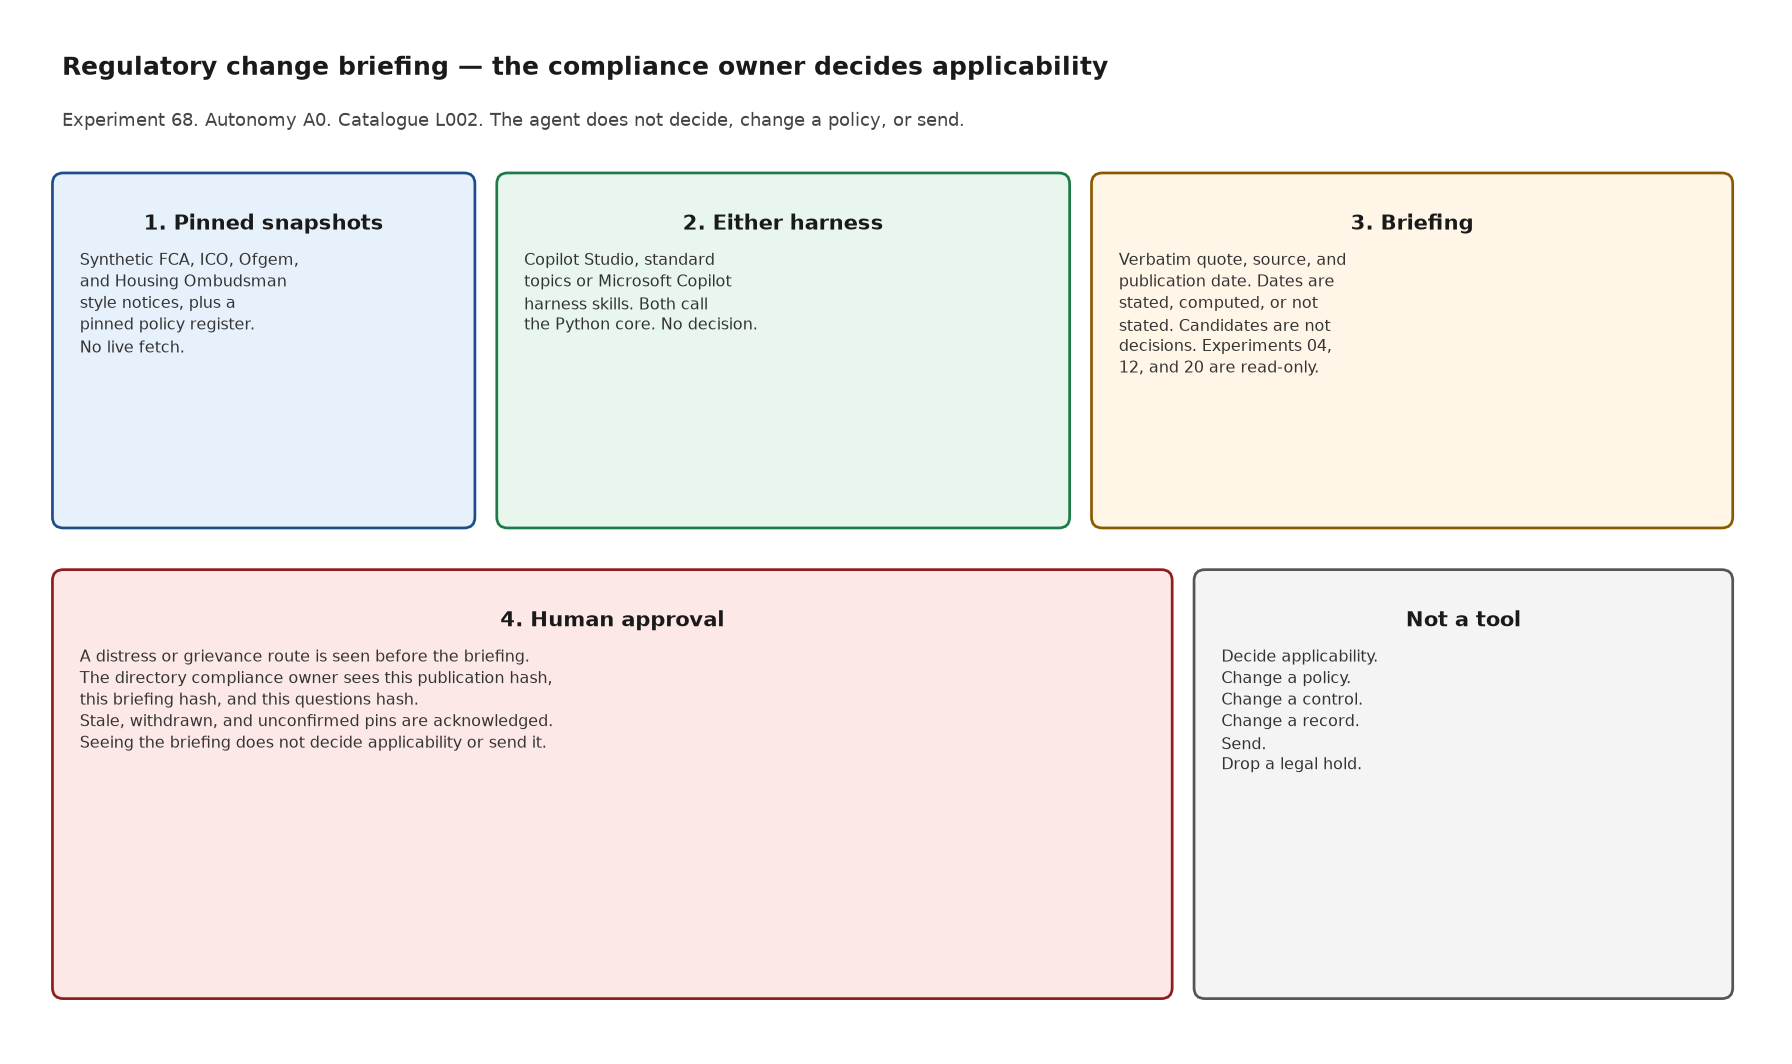 Regulatory change briefing — the compliance owner decides applicability
Experiment 68. Autonomy A0. Catalogue L002. The agent does not decide, change a policy, or send.
1. Pinned snapshots
Synthetic FCA, ICO, Ofgem,
and Housing Ombudsman
style notices, plus a
pinned policy register.
No live fetch.
2. Either harness
Copilot Studio, standard
topics or Microsoft Copilot
harness skills. Both call
the Python core. No decision.
3. Briefing
Verbatim quote, source, and
publication date. Dates are
stated, computed, or not
stated. Candidates are not
decisions. Experiments 04,
12, and 20 are read-only.
4. Human approval
A distress or grievance route is seen before the briefing.
The directory compliance owner sees this publication hash,
this briefing hash, and this questions hash.
Stale, withdrawn, and unconfirmed pins are acknowledged.
Seeing the briefing does not decide applicability or send it.
Not a tool
Decide applicability.
Change a policy.
Change a control.
Change a record.
Send.
Drop a legal hold.